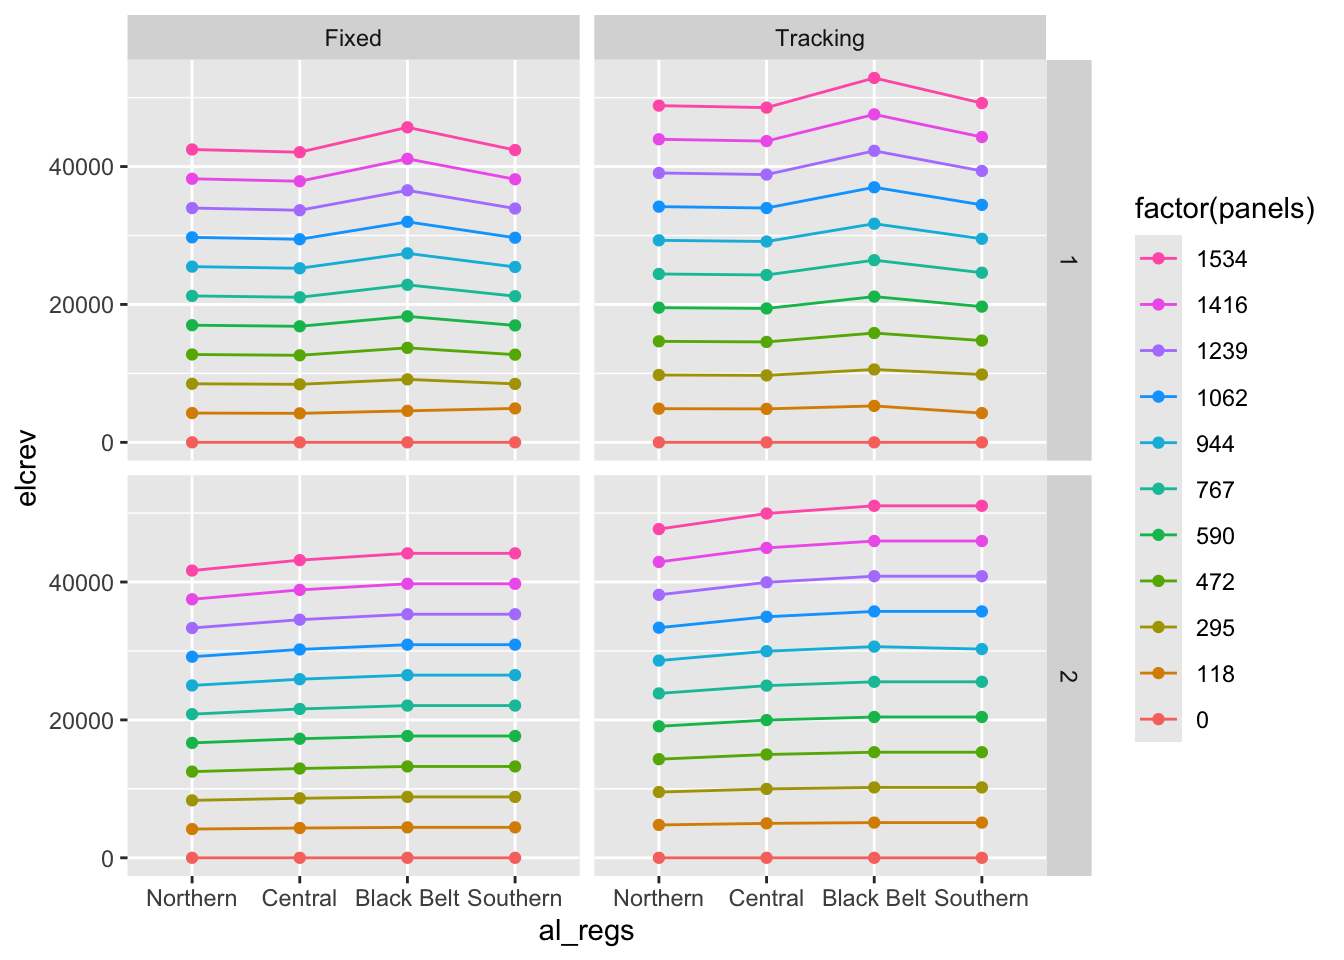 Fixed
Tracking
40000
20000
0
1
40000
20000
0
2
Northern Central Black Belt Southern
Northern Central Black Belt Southern
al_regs
elcrev
factor(panels)
1534
1416
1239
1062
944
767
590
472
295
118
0